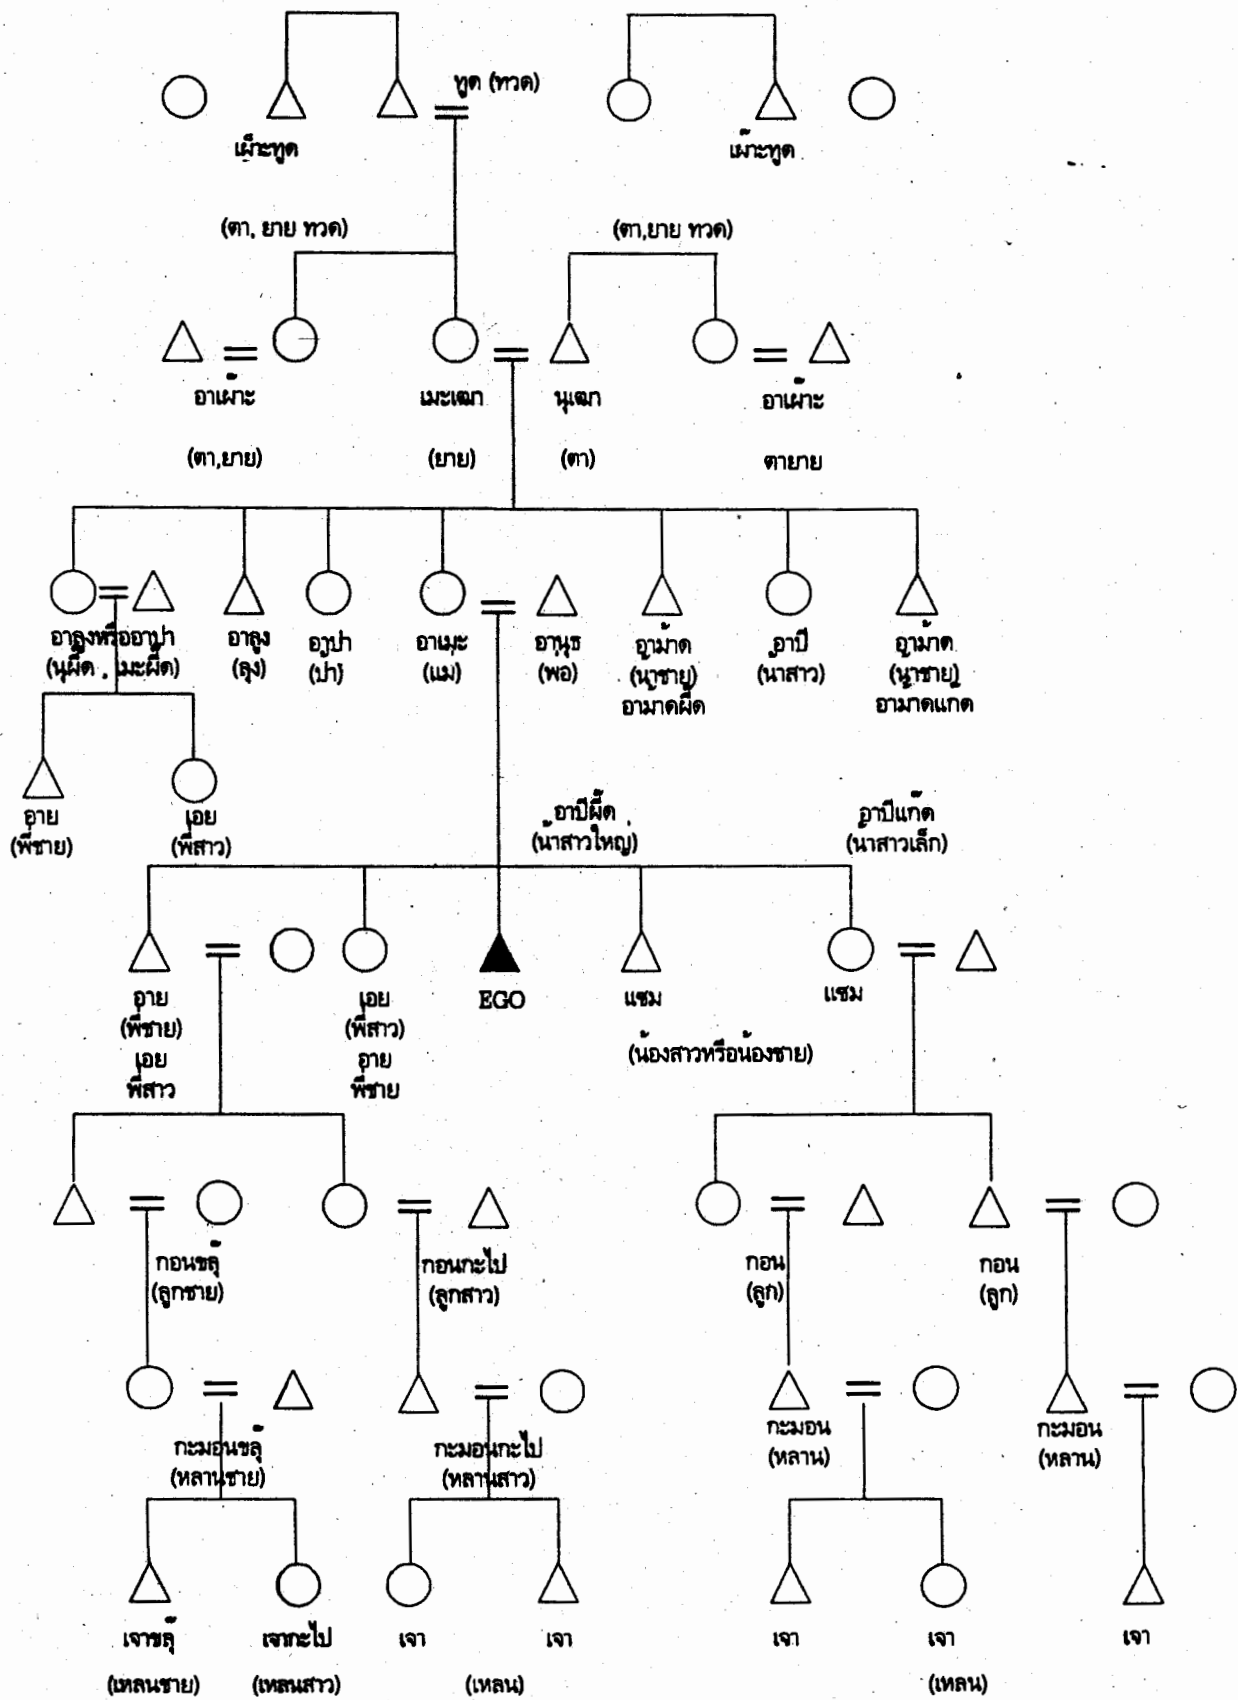 ทูด (ทวด)
เผ๊าะทูด
เผ๊าะทูด
(ตา, ยาย ทวด)
(ตา,ยาย ทวด)
อาเผ๊าะ
เมะเฒา
นุเฒา
อาเผ๊าะ
(ตา,ยาย)
(ยาย)
(ตา)
ตายาย
อาลูงหรืออาปา
อาลูง
อาปา
อาเมะ
อานุธ
อาม้าด
อาปี
อาม้าด
(นุผี๊ด , เมะผี๊ด)
(ลุง)
(ป้า)
(แม่)
(พ่อ)
(น้าชาย)
(น้าสาว)
(น้าชาย)
อาม้าดผี๊ด
อาม้าดแก๊ด
อาย
เอย
(พี่ชาย)
(พี่สาว)
อาปีผี๊ด
อาปีแก๊ด
(น้าสาวใหญ่)
(น้าสาวเล็ก)
อาย
เอย
EGO
แซม
แซม
(พี่ชาย)
(พี่สาว)
(น้องสาวหรือน้องชาย)
เอย
อาย
พี่สาว
พี่ชาย
กอนขลุ๊
กอนกะไป
กอน
กอน
(ลูกชาย)
(ลูกสาว)
(ลูก)
(ลูก)
กะมอนขลุ๊
กะมอนกะไป
กะมอน
กะมอน
(หลานชาย)
(หลานสาว)
(หลาน)
(หลาน)
เจาขลุ๊
เจากะไป
เจา
เจา
เจา
เจา
เจา
(เหลนชาย)
(เหลนสาว)
(เหลน)
(เหลน)